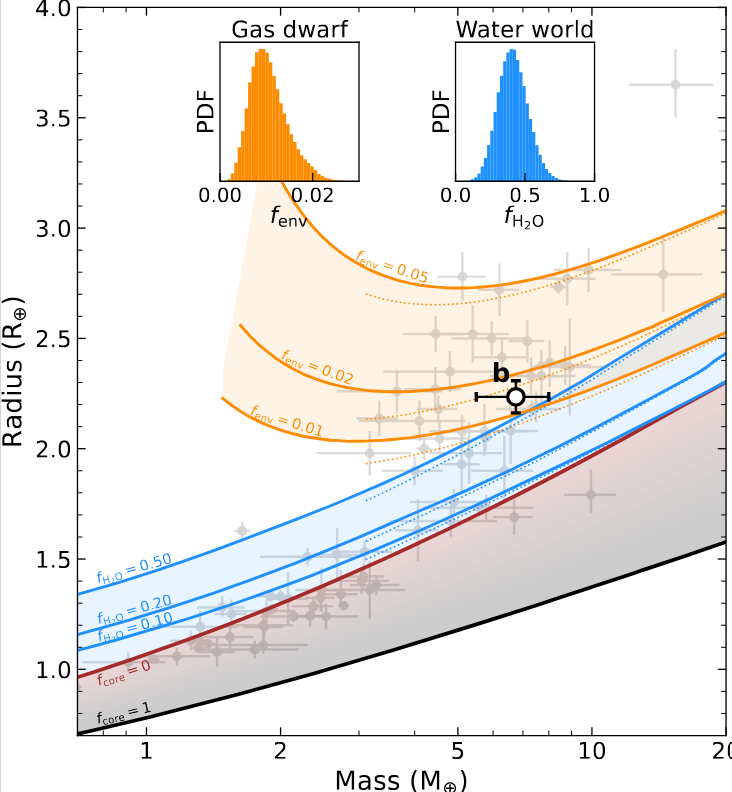 Gas dwarf
Water world
PDF
PDF
0.00 0.02
0.0 0.5 1.0
f_env
f_H₂O
4.0
3.5
3.0
2.5
2.0
1.5
1.0
Radius (R⊕)
f_env = 0.05
f_env = 0.02
f_env = 0.01
b
f_H₂O = 0.50
f_H₂O = 0.20
f_H₂O = 0.10
f_core = 0
f_core = 1
1 2 5 10 20
Mass (M⊕)